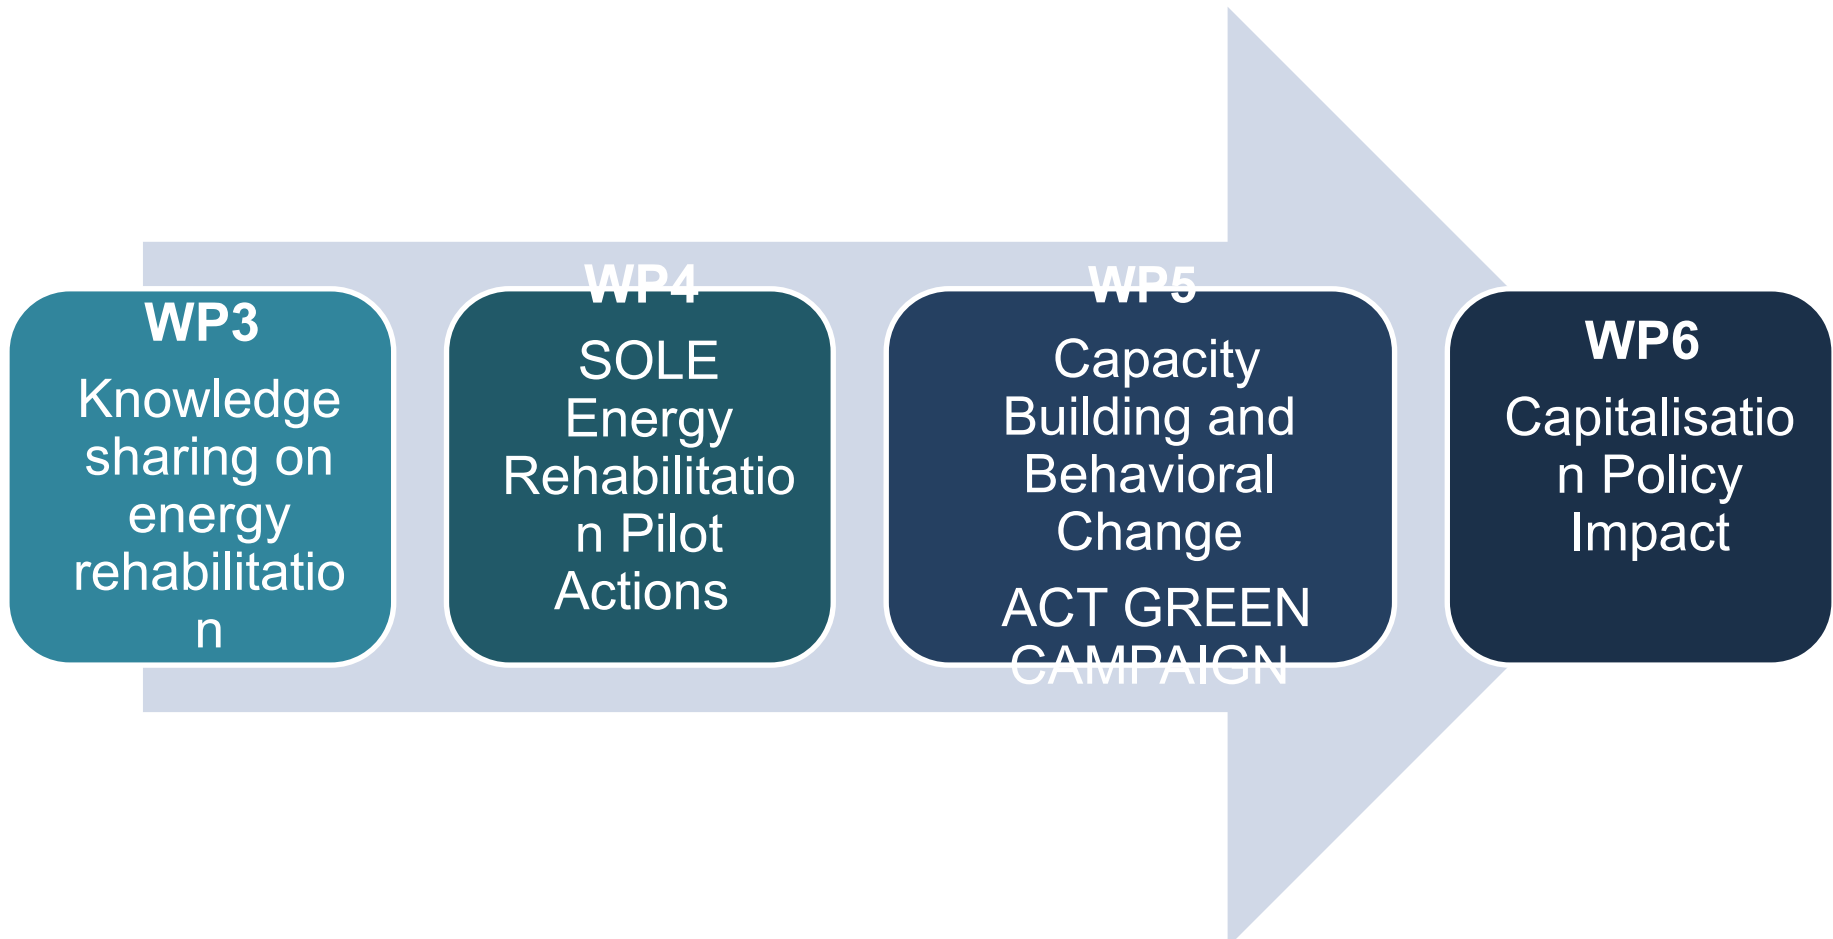 WP3
Knowledge
sharing on
energy
rehabilitatio
n
WP4
SOLE
Energy
Rehabilitatio
n Pilot
Actions
WP5
Capacity
Building and
Behavioral
Change
ACT GREEN
CAMPAIGN
WP6
Capitalisatio
n Policy
Impact